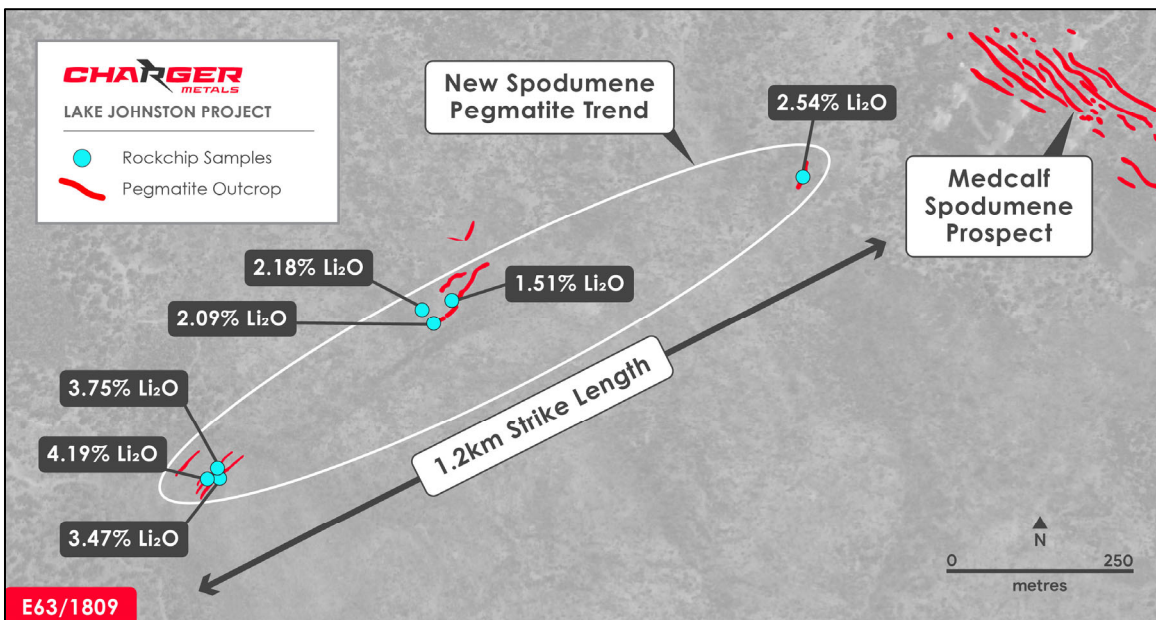 CHARGER
METALS
LAKE JOHNSTON PROJECT
Rockchip Samples
Pegmatite Outcrop
New Spodumene
Pegmatite Trend
2.54% Li₂O
Medcalf
Spodumene
Prospect
2.18% Li₂O
1.51% Li₂O
2.09% Li₂O
3.75% Li₂O
4.19% Li₂O
3.47% Li₂O
1.2km Strike Length
N
0 250
metres
E63/1809